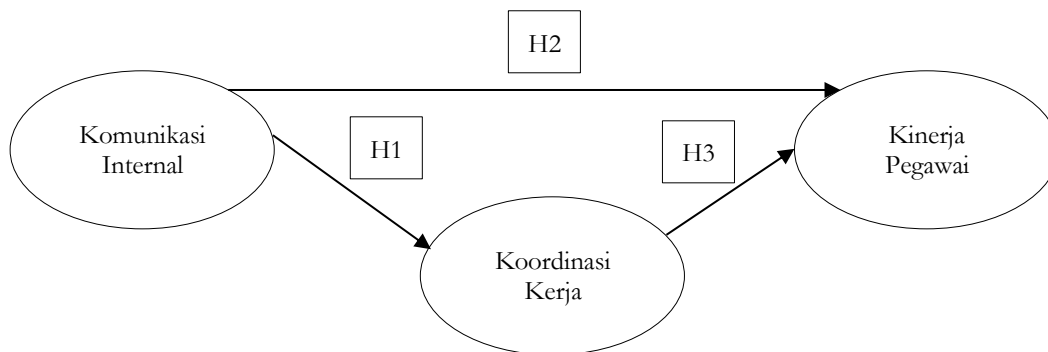 H2
Komunikasi
Internal
H1
H3
Kinerja
Pegawai
Koordinasi
Kerja